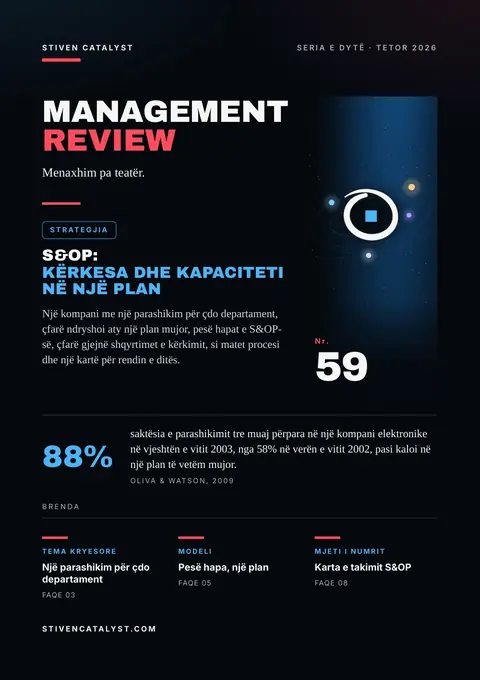 STIVEN CATALYST
SERIA E DYTË · TETOR 2026
MANAGEMENT
REVIEW
Menaxhim pa teatër.
STRATEGJIA
S&OP:
KËRKESA DHE KAPACITETI
NË NJË PLAN
Një kompani me një parashikim për çdo departament,
çfarë ndryshoi aty një plan mujor, pesë hapat e S&OP-
së, çfarë gjejnë shqyrtimet e kërkimit, si matet procesi
dhe një kartë për rendin e ditës.
Nr.
59
88%
saktësia e parashikimit tre muaj përpara në një kompani elektronike
në vjeshtën e vitit 2003, nga 58% në verën e vitit 2002, pasi kaloi në
një plan të vetëm mujor.
OLIVA & WATSON, 2009
BRENDA
TEMA KRYESORE
Një parashikim për çdo
departament
FAQE 03
MODELI
Pesë hapa, një plan
FAQE 05
MJETI I NUMRIT
Karta e takimit S&OP
FAQE 08
STIVENCATALYST.COM